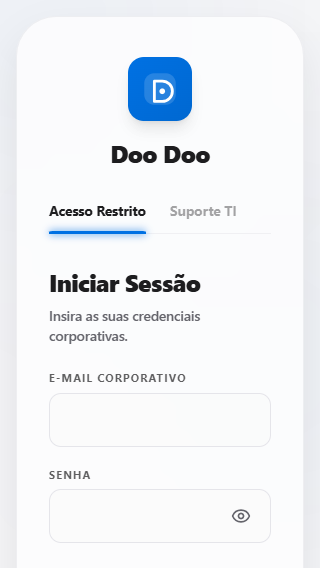 D
Doo Doo
Acesso Restrito
Suporte TI
Iniciar Sessão
Insira as suas credenciais
corporativas.
E-MAIL CORPORATIVO
SENHA